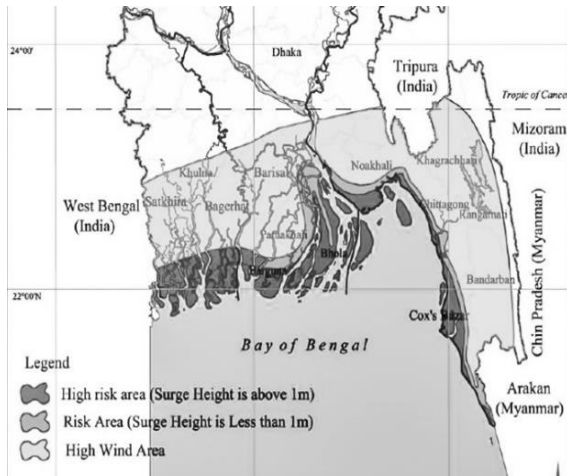 24°00'
Dhaka
Tripura
(India)
Tropic of Cancer
Mizoram
(India)
Noakhali
Khagrachhari
Khulna
Barisal
Satkhira
Bagerhat
West Bengal
(India)
Chittagong
Rangamati
Patuakhali
Bhola
Barguna
Bandarban
Chin Pradesh (Myanmar)
22°00'N
Cox's Bazar
Bay of Bengal
Legend
High risk area (Surge Height is above 1m)
Risk Area (Surge Height is Less than 1m)
High Wind Area
Arakan
(Myanmar)